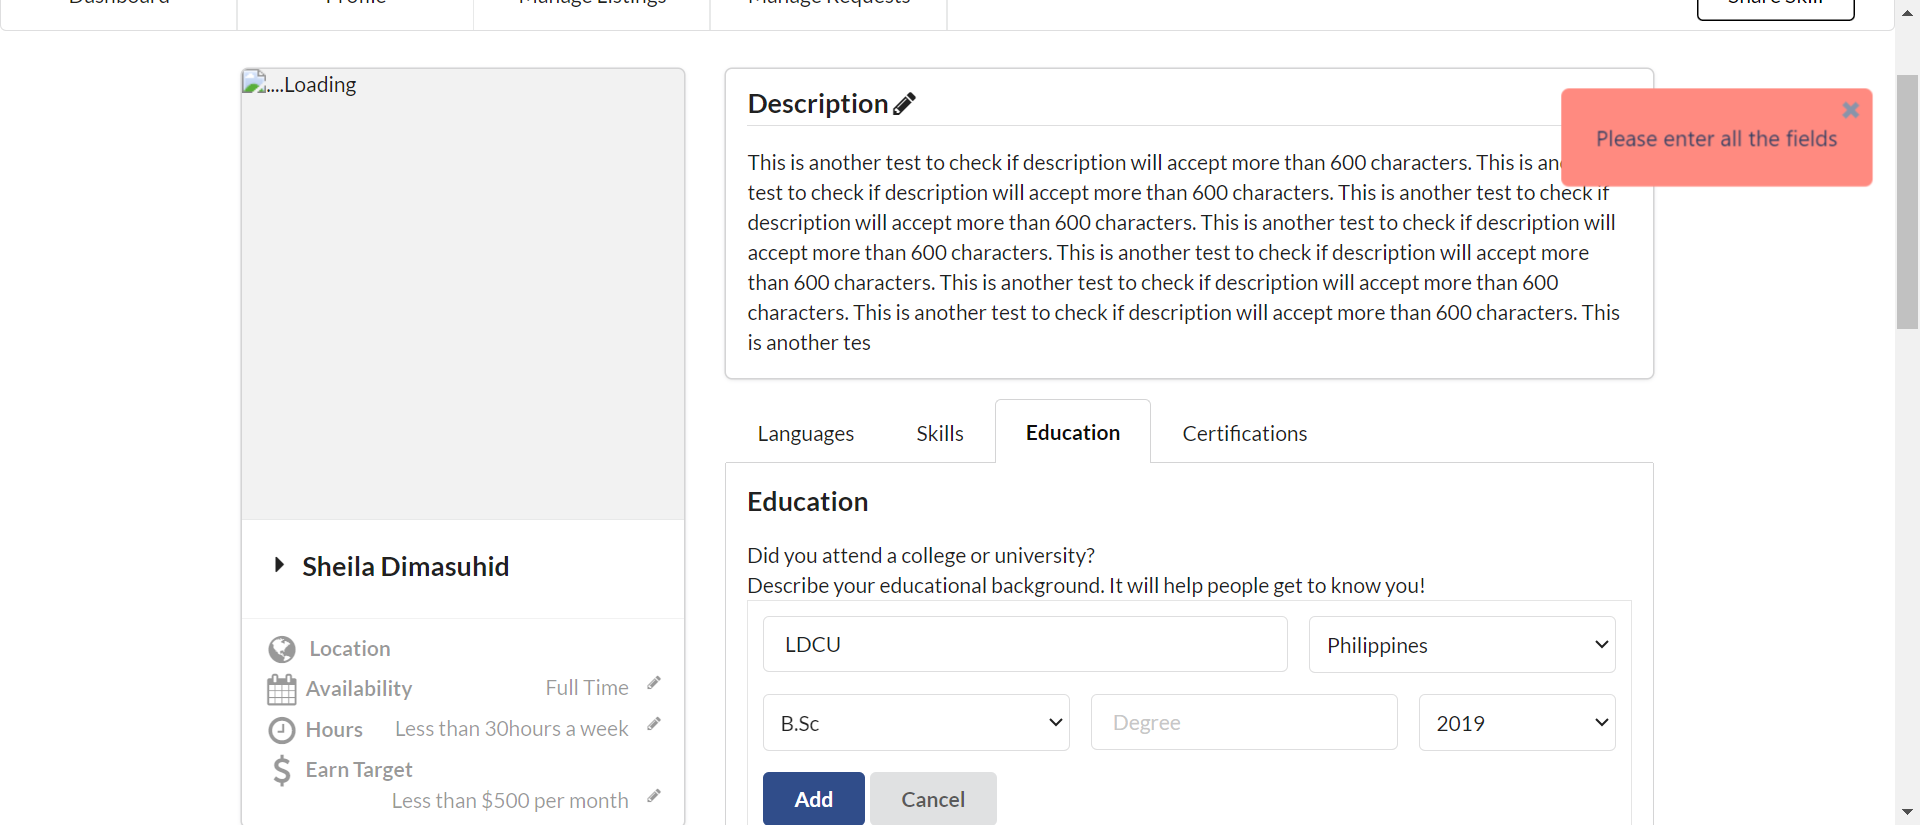 Dashboard
Profile
Manage Listings
Manage Requests
Share Skill
....Loading
Sheila Dimasuhid
Location
Availability
Full Time
Hours
Less than 30hours a week
Earn Target
Less than $500 per month
Description
Please enter all the fields
This is another test to check if description will accept more than 600 characters. This is an
test to check if description will accept more than 600 characters. This is another test to check if
description will accept more than 600 characters. This is another test to check if description will
accept more than 600 characters. This is another test to check if description will accept more
than 600 characters. This is another test to check if description will accept more than 600
characters. This is another test to check if description will accept more than 600 characters. This
is another tes
Languages
Skills
Education
Certifications
Education
Did you attend a college or university?
Describe your educational background. It will help people get to know you!
LDCU
Philippines
B.Sc
Degree
2019
Add
Cancel